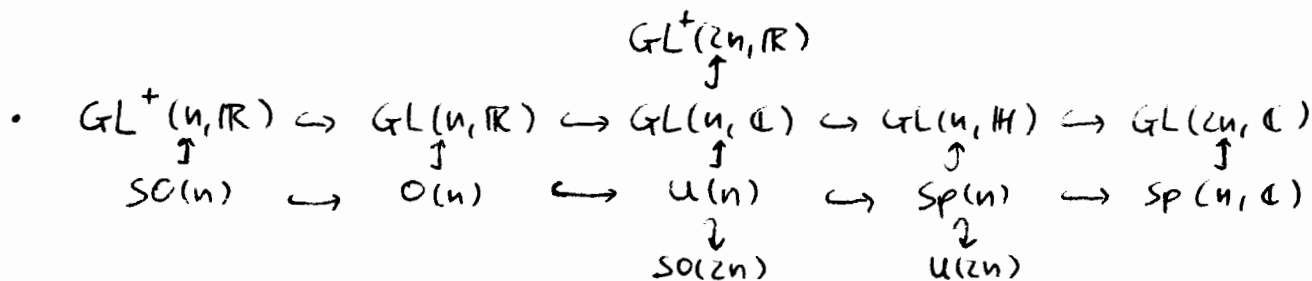 GL⁺(2n, ℝ)
↑
· GL⁺(n, ℝ) ↪ GL(n, ℝ) ↪ GL(n, ℂ) ↪ GL(n, ℍ) ↪ GL(2n, ℂ)
↑ ↑ ↑ ↑ ↑
SO(n) ↪ O(n) ↪ U(n) ↪ Sp(n) ↪ Sp(n, ℂ)
↓ ↓
SO(2n) U(2n)